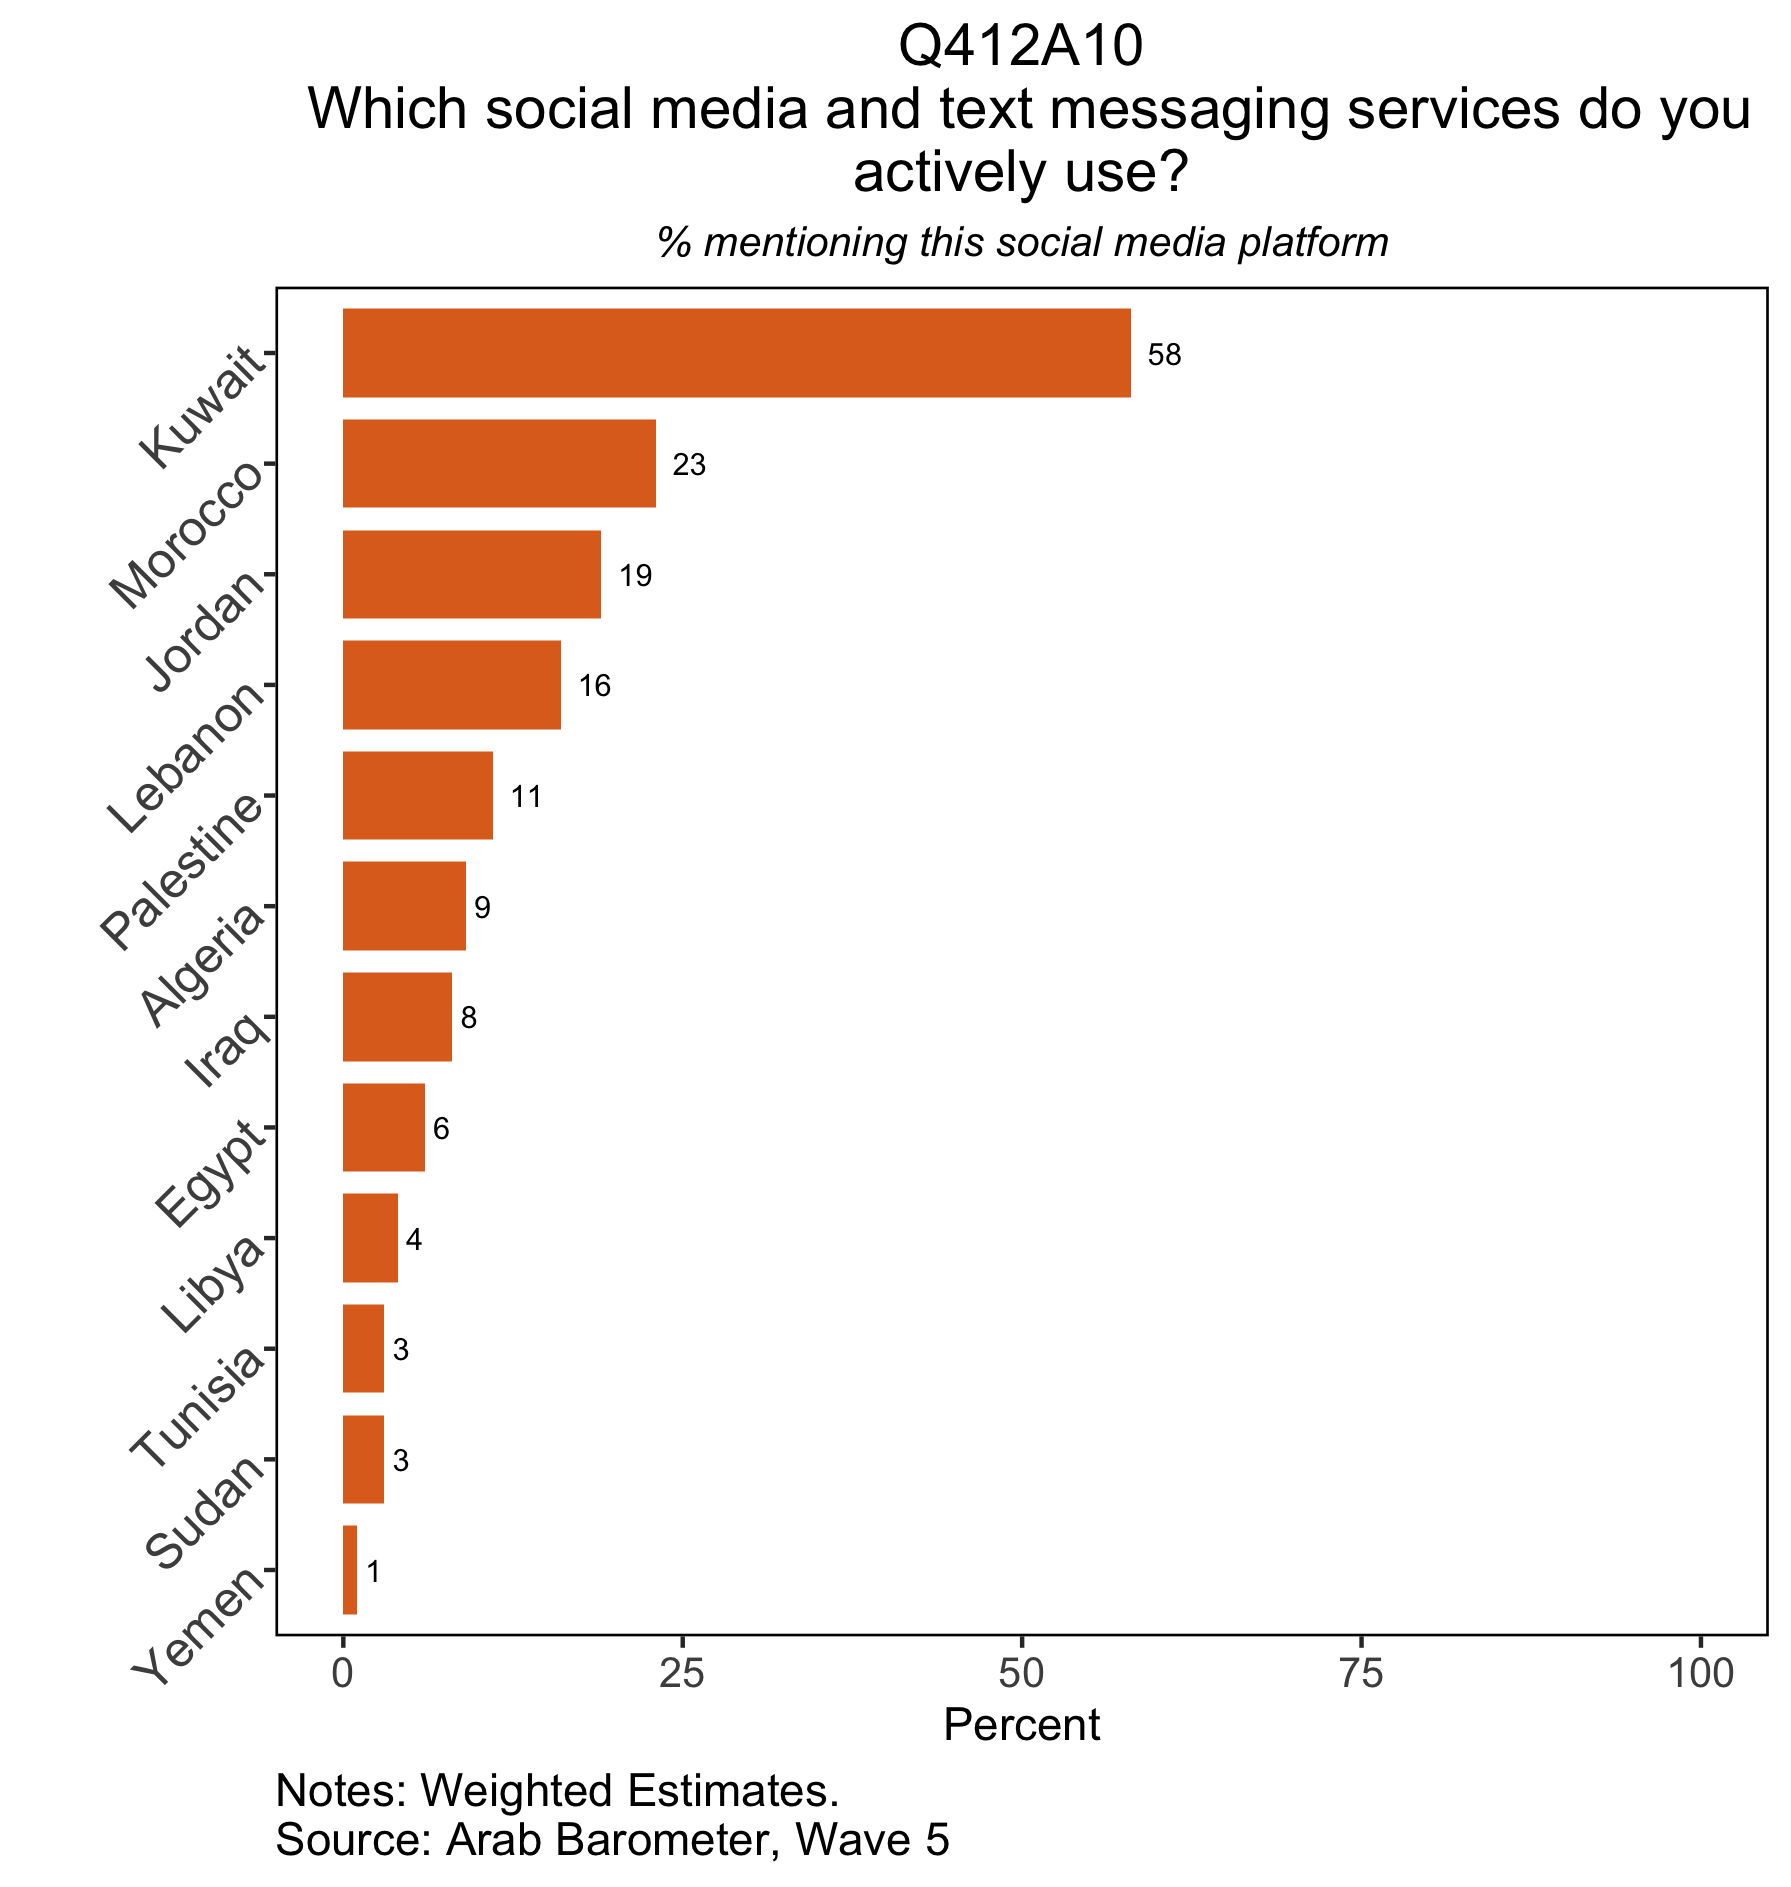 Q412A10
Which social media and text messaging services do you
actively use?
% mentioning this social media platform
Kuwait
58
Morocco
23
Jordan
19
Lebanon
16
Palestine
11
Algeria
9
Iraq
8
Egypt
6
Libya
4
Tunisia
3
Sudan
3
Yemen
1
0 25 50 75 100
Percent
Notes: Weighted Estimates.
Source: Arab Barometer, Wave 5